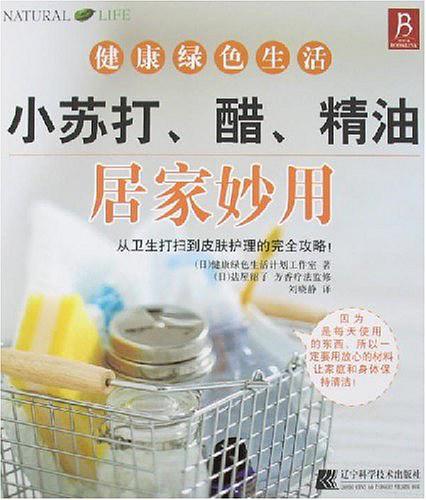 NATURAL LIFE
健康绿色生活
小苏打、醋、精油
居家妙用
从卫生打扫到皮肤护理的完全攻略！
（日）健康绿色生活计划工作室 著
芳香疗法监修
刘晓静 译
因为
是每天使用
的东西、所以一
定要用放心的材料
让家庭和身体保
持清洁！
辽宁科学技术出版社